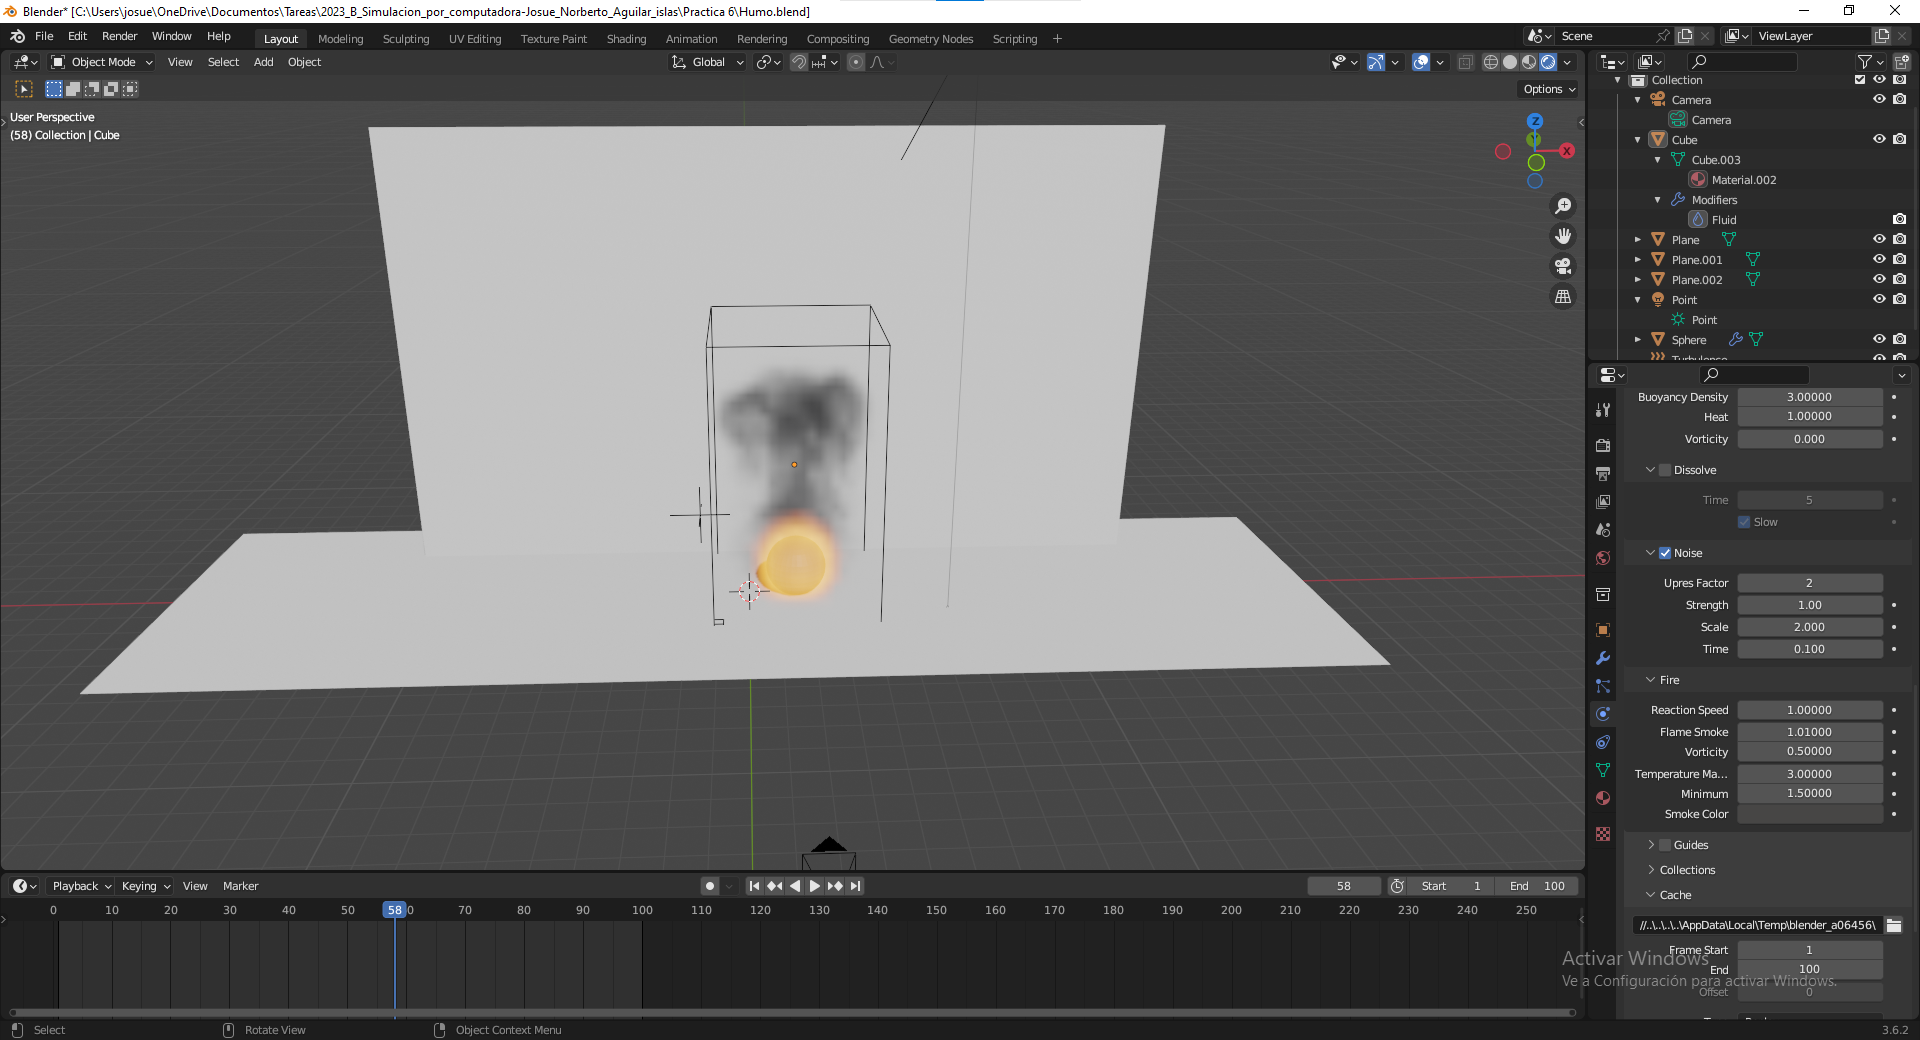 Blender* [C:\Users\josue\OneDrive\Documentos\Tareas\2023_B_Simulacion_por_computadora-Josue_Norberto_Aguilar_islas\Practica 6\Humo.blend]
File Edit Render Window Help Layout Modeling Sculpting UV Editing Texture Paint Shading Animation Rendering Compositing Geometry Nodes Scripting + Scene ViewLayer
Object Mode View Select Add Object Global
Options
User Perspective
(58) Collection | Cube
Z
X
Collection
Camera
Camera
Cube
Cube.003
Material.002
Modifiers
Fluid
Plane
Plane.001
Plane.002
Point
Point
Sphere
Turbulence
Buoyancy Density 3.00000
Heat 1.00000
Vorticity 0.000
Dissolve
Time 5
Slow
Noise
Upres Factor 2
Strength 1.00
Scale 2.000
Time 0.100
Fire
Reaction Speed 1.00000
Flame Smoke 1.01000
Vorticity 0.50000
Temperature Ma... 3.00000
Minimum 1.50000
Smoke Color
Guides
Collections
Cache
//..\..\..\..\AppData\Local\Temp\blender_a06456\
Frame Start 1
End 100
Offset 0
Activar Windows
Ve a Configuración para activar Windows.
Playback Keying View Marker 58 Start 1 End 100
0 10 20 30 40 50 58 0 70 80 90 100 110 120 130 140 150 160 170 180 190 200 210 220 230 240 250
Select Rotate View Object Context Menu 3.6.2